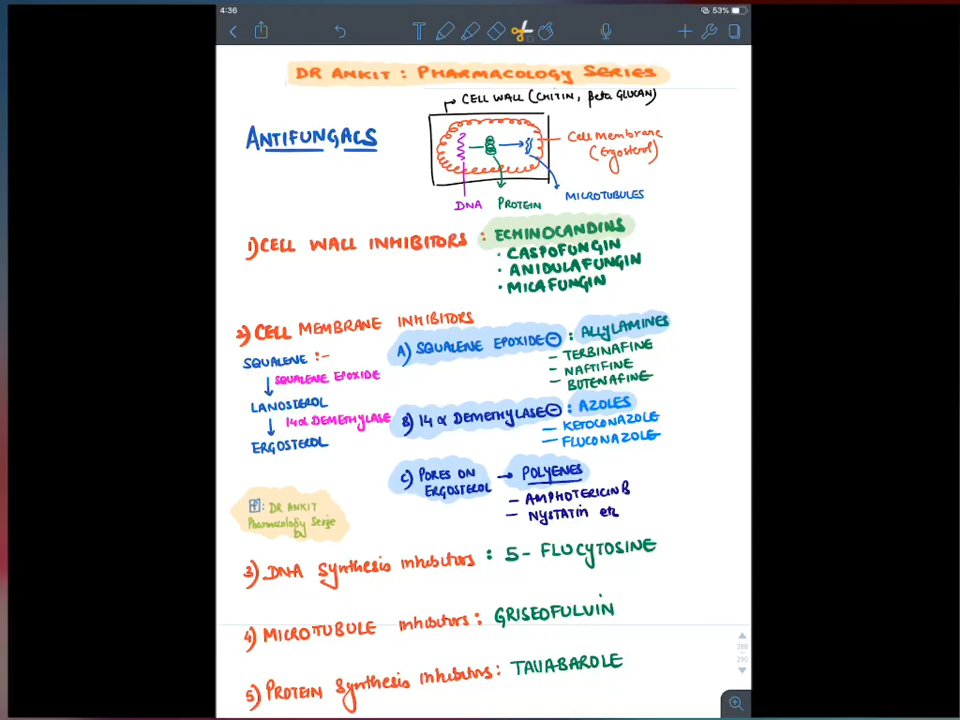 4:36
53%
DR ANKIT : PHARMACOLOGY SERIES
CELL WALL (CHITIN, Beta GLUCAN)
ANTIFUNGALS
Cell Membrane
(Ergosterol)
DNA PROTEIN
MICROTUBULES
1) CELL WALL INHIBITORS : ECHINOCANDINS
• CASPOFUNGIN
• ANIDULAFUNGIN
• MICAFUNGIN
2) CELL MEMBRANE INHIBITORS
SQUALENE :-
SQUALENE EPOXIDE
LANOSTEROL
14α DEMETHYLASE
ERGOSTEROL
A) SQUALENE EPOXIDE ⊖ : ALLYLAMINES
– TERBINAFINE
– NAFTIFINE
– BUTENAFINE
B) 14 α DEMETHYLASE ⊖ : AZOLES
– KETOCONAZOLE
– FLUCONAZOLE
C) PORES ON ERGOSTEROL → POLYENES
– AMPHOTERICIN B
– NYSTATIN etc
: DR ANKIT
Pharmacology
3) DNA Synthesis inhibitors : 5 - FLUCYTOSINE
4) MICROTUBULE inhibitors : GRISEOFULVIN
5) PROTEIN Synthesis inhibitors : TAVABAROLE
288
290